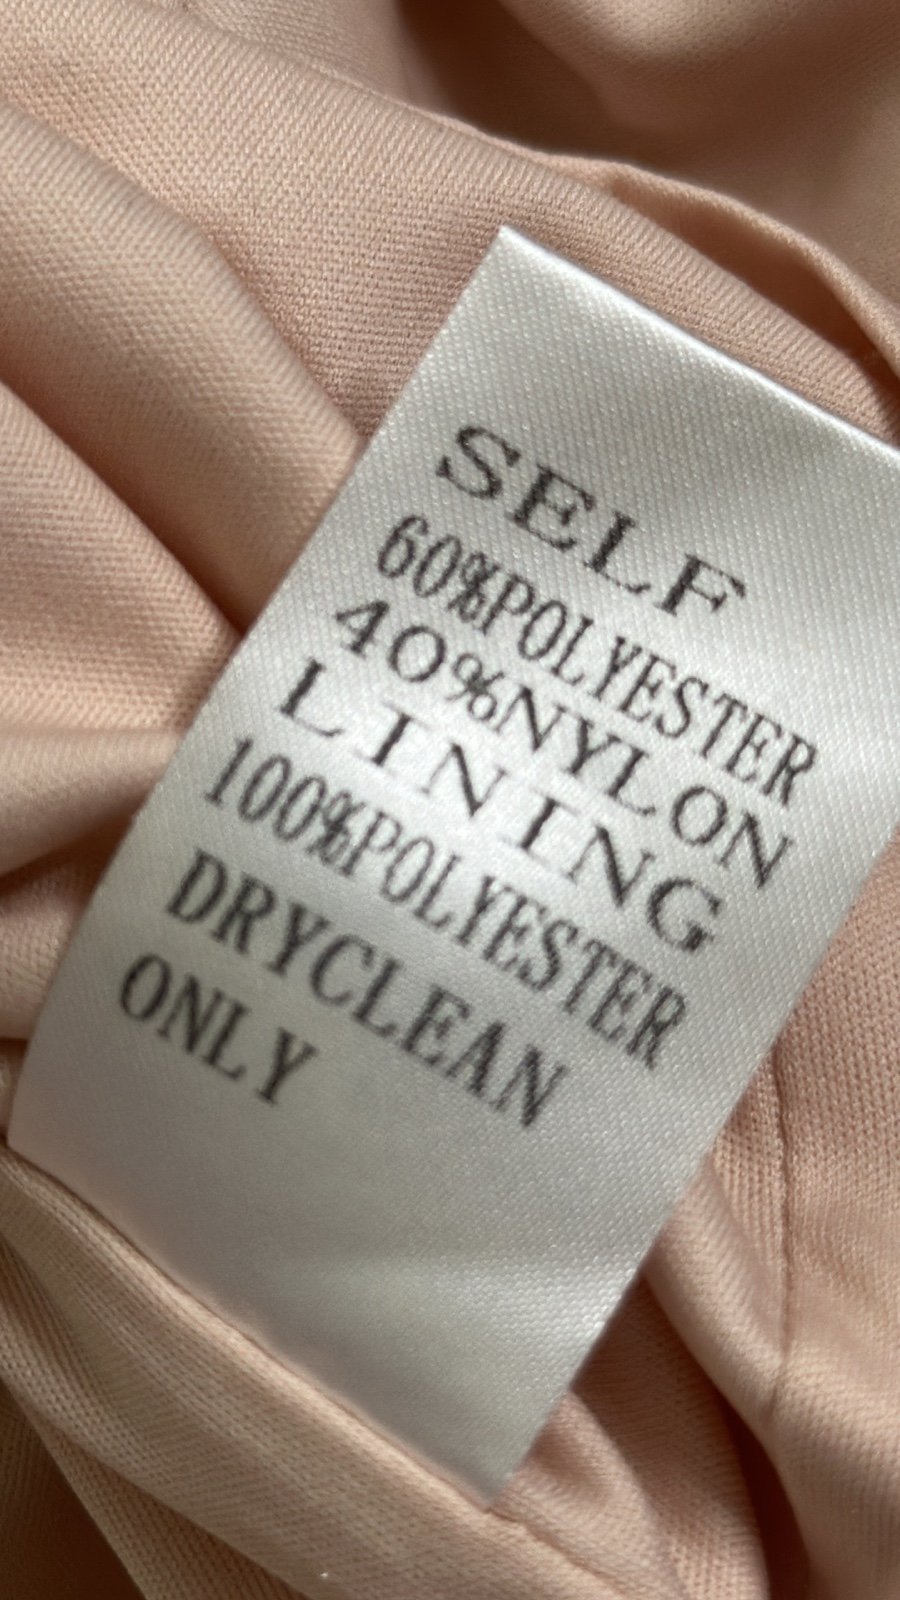 SELF
60%POLYESTER
40%NYLON
LINING
100%POLYESTER
DRYCLEAN
ONLY